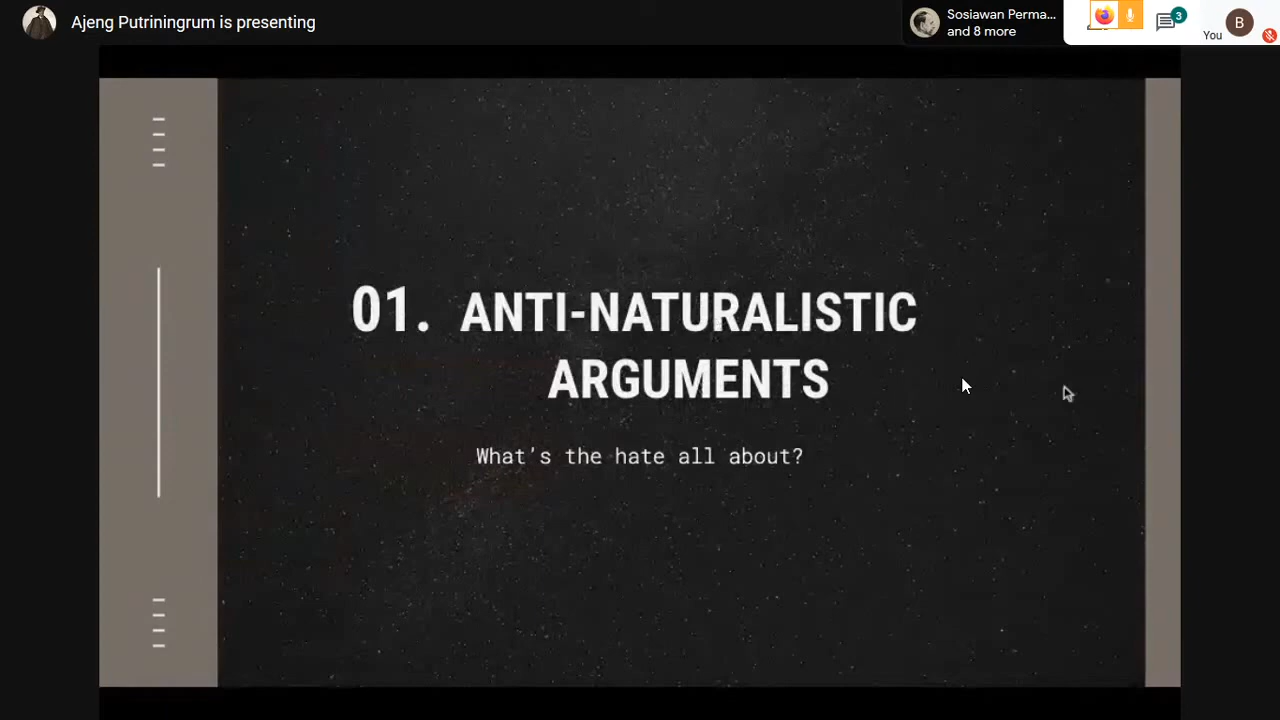 Ajeng Putriningrum is presenting
Sosiawan Perma...
and 8 more
3
You
B
01. ANTI-NATURALISTIC
ARGUMENTS
What's the hate all about?